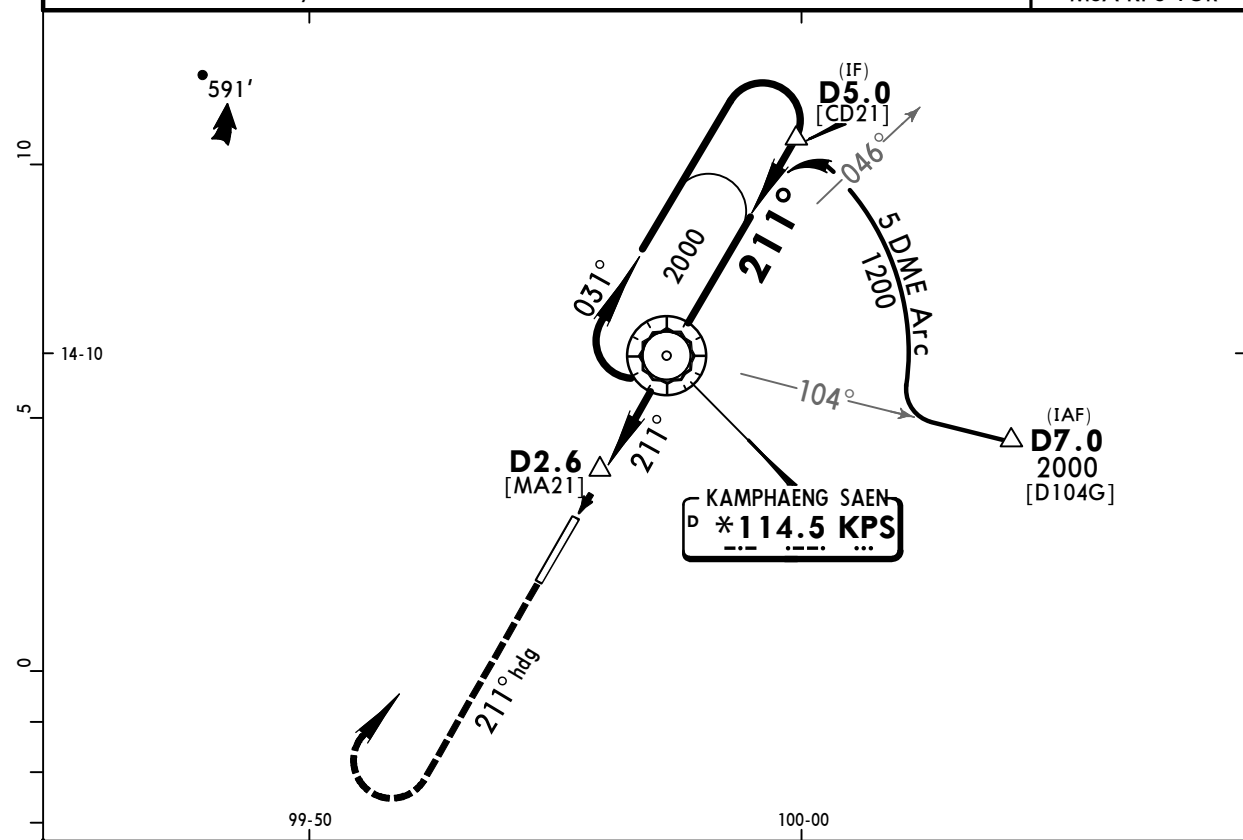 591'
(IF)
D5.0
[CD21]
046°
10
211°
5 DME Arc
1200
2000
031°
14-10
104°
(IAF)
D7.0
2000
[D104G]
5
211°
D2.6
[MA21]
KAMPHAENG SAEN
D *114.5 KPS
0
211° hdg
99-50
100-00